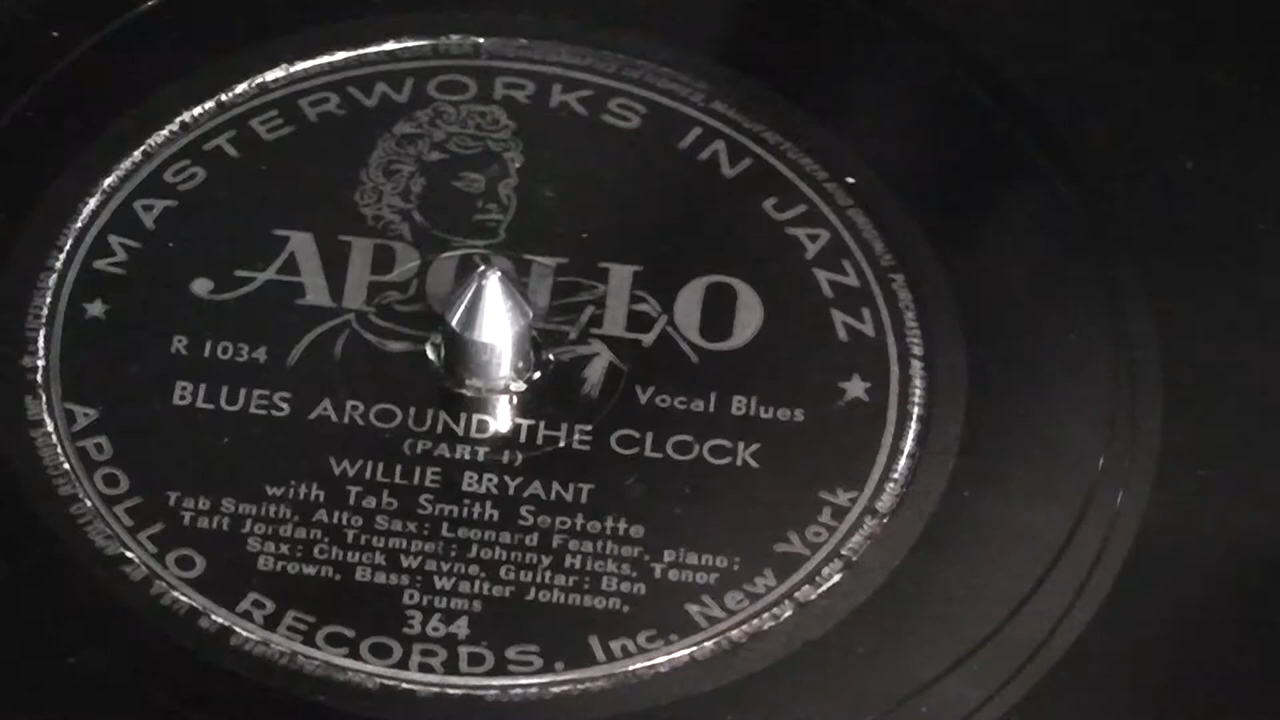 MASTERWORKS IN JAZZ
APOLLO
R 1034
Vocal Blues
BLUES AROUND THE CLOCK
(PART 1)
WILLIE BRYANT
with Tab Smith Septette
Tab Smith, Alto Sax; Leonard Feather, piano;
Taft Jordan, Trumpet; Johnny Hicks, Tenor
Sax; Chuck Wayne, Guitar; Ben
Brown, Bass; Walter Johnson,
Drums
364
APOLLO RECORDS, Inc. New York